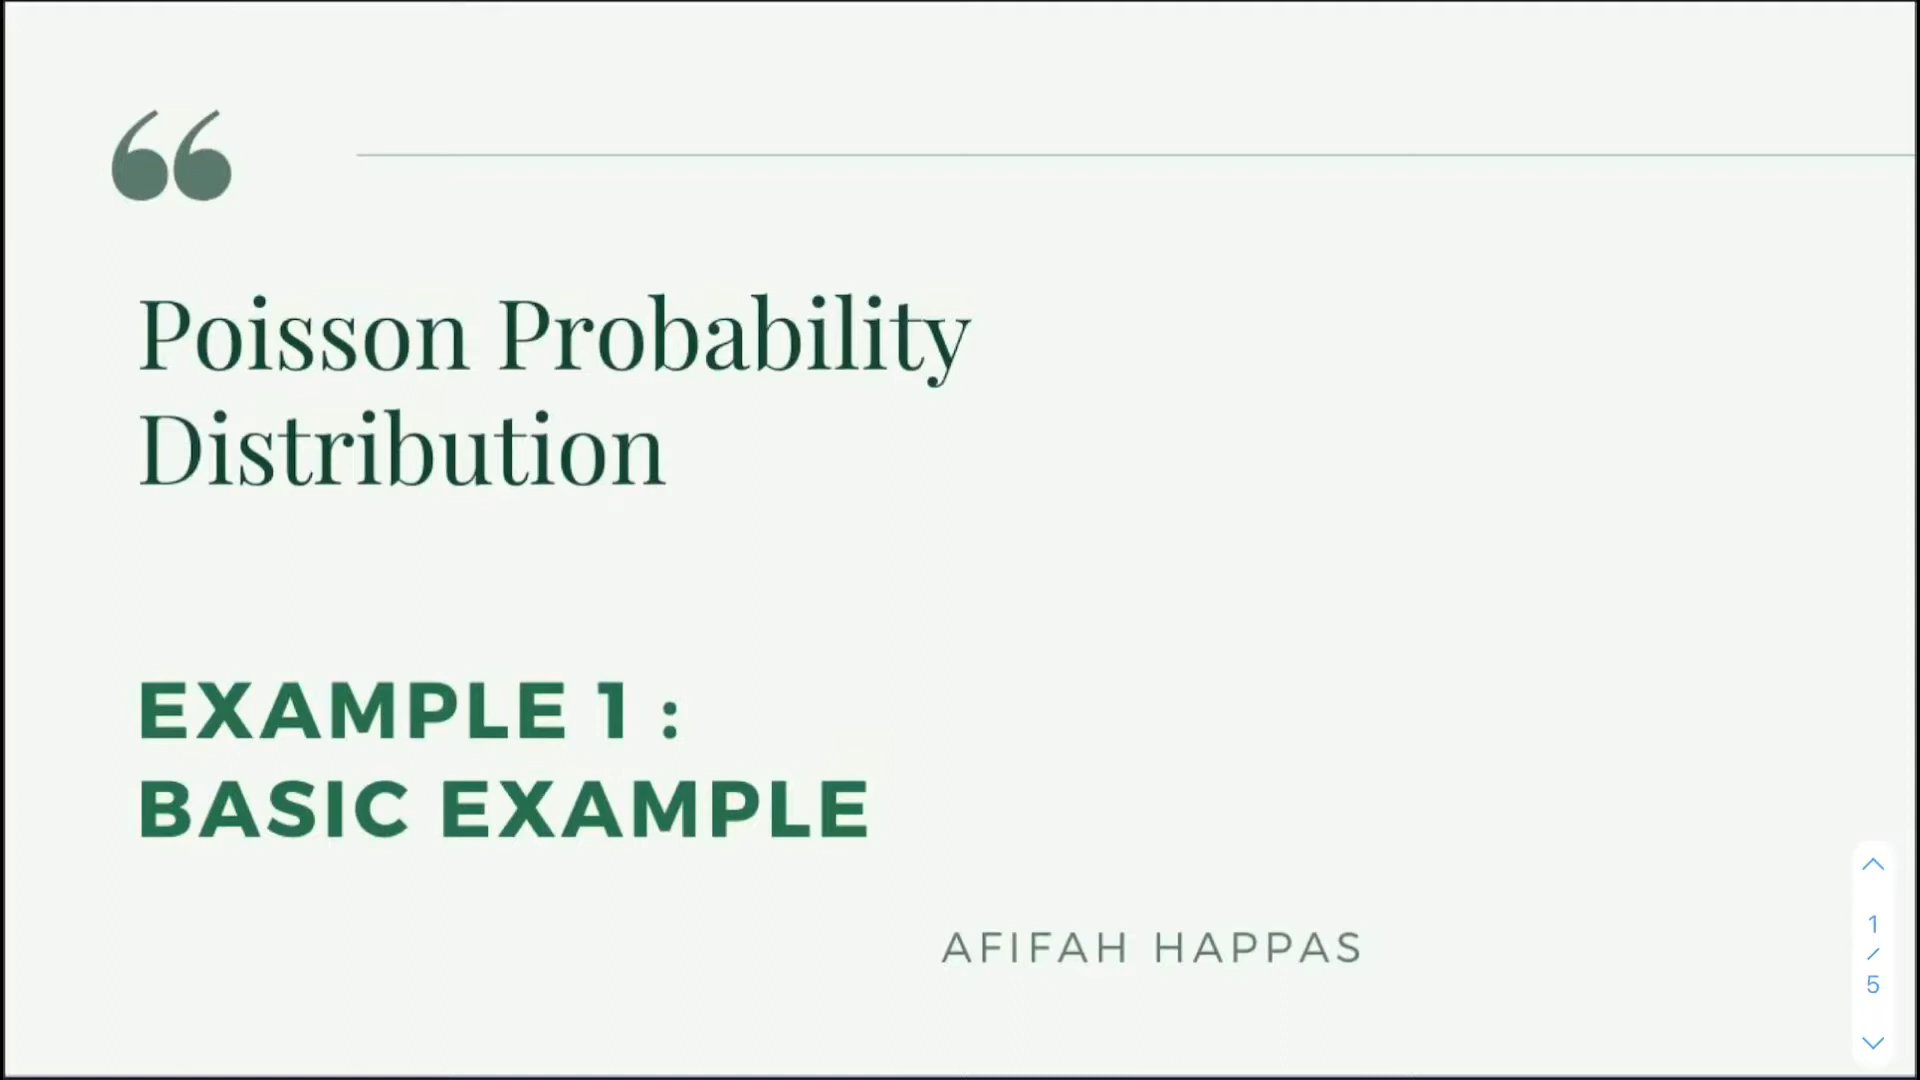 “
Poisson Probability
Distribution
EXAMPLE 1 :
BASIC EXAMPLE
AFIFAH HAPPAS
1
/
5